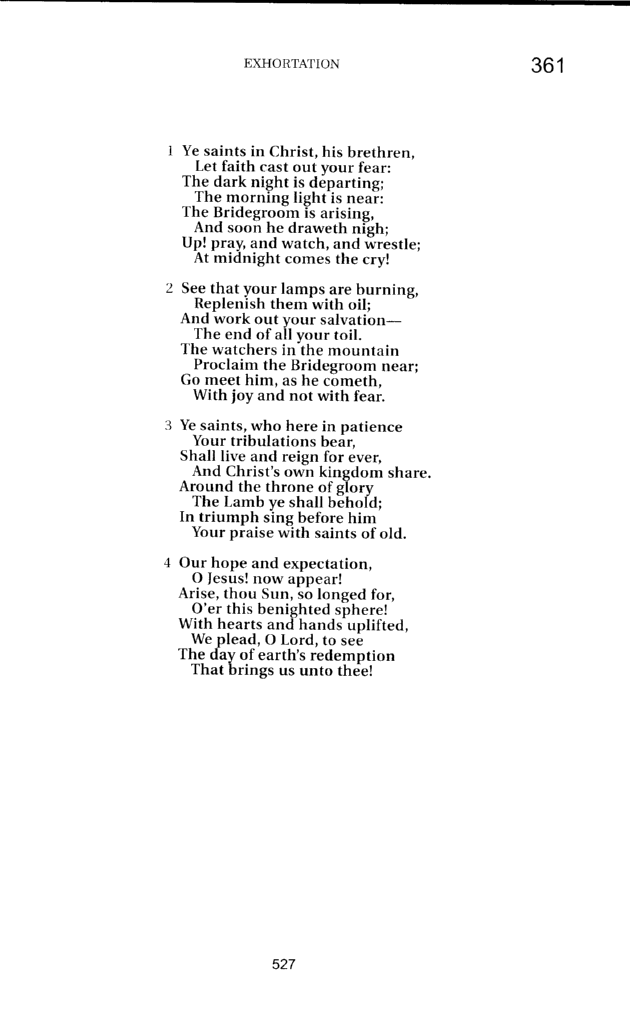 EXHORTATION
361
1 Ye saints in Christ, his brethren,
Let faith cast out your fear:
The dark night is departing;
The morning light is near:
The Bridegroom is arising,
And soon he draweth nigh;
Up! pray, and watch, and wrestle;
At midnight comes the cry!
2 See that your lamps are burning,
Replenish them with oil;
And work out your salvation—
The end of all your toil.
The watchers in the mountain
Proclaim the Bridegroom near;
Go meet him, as he cometh,
With joy and not with fear.
3 Ye saints, who here in patience
Your tribulations bear,
Shall live and reign for ever,
And Christ's own kingdom share.
Around the throne of glory
The Lamb ye shall behold;
In triumph sing before him
Your praise with saints of old.
4 Our hope and expectation,
O Jesus! now appear!
Arise, thou Sun, so longed for,
O'er this benighted sphere!
With hearts and hands uplifted,
We plead, O Lord, to see
The day of earth's redemption
That brings us unto thee!
527